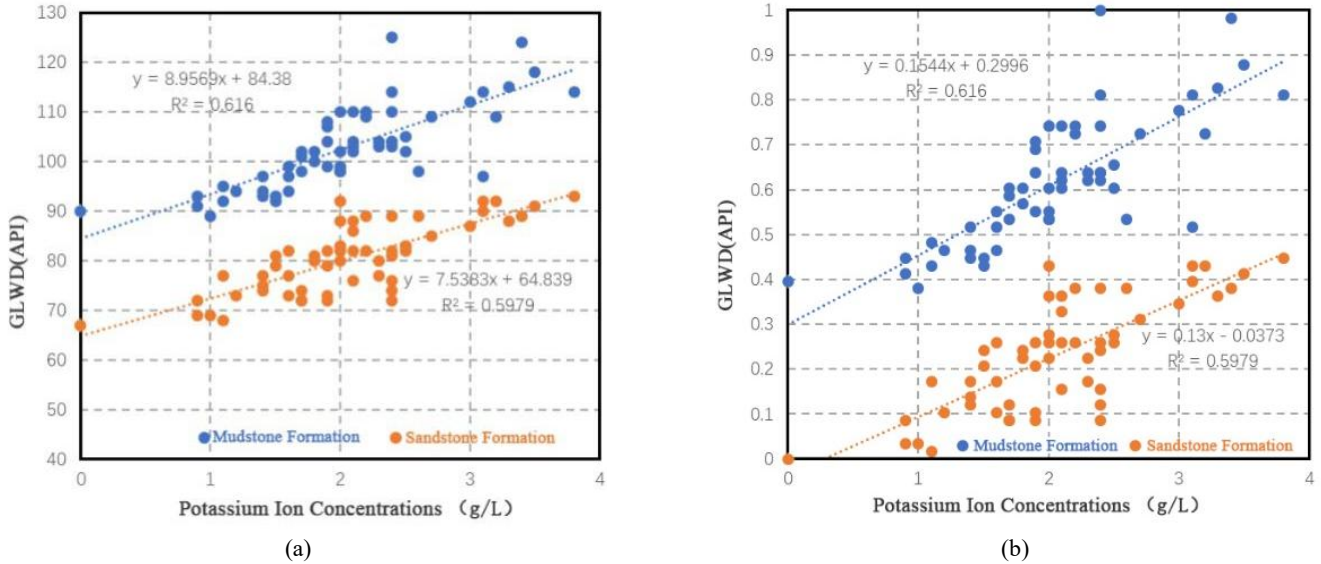 130
120
110
100
90
80
70
60
50
40
GLWD(API)
y = 8.9569x + 84.38
R² = 0.616
y = 7.5383x + 64.839
R² = 0.5979
Mudstone Formation
Sandstone Formation
0
1
2
3
4
Potassium Ion Concentrations （g/L）
(a)
1
0.9
0.8
0.7
0.6
0.5
0.4
0.3
0.2
0.1
0
GLWD(API)
y = 0.1544x + 0.2996
R² = 0.616
y = 0.13x - 0.0373
R² = 0.5979
Mudstone Formation
Sandstone Formation
0
1
2
3
4
Potassium Ion Concentrations （g/L）
(b)